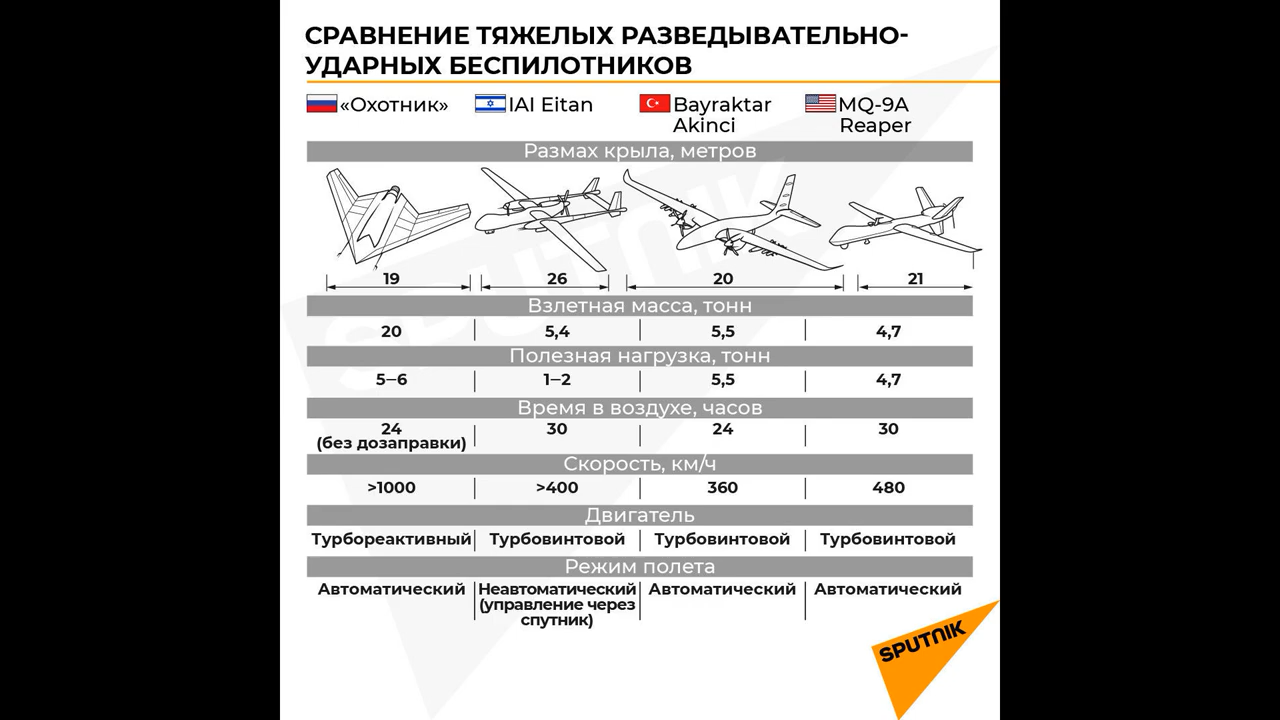 СРАВНЕНИЕ ТЯЖЕЛЫХ РАЗВЕДЫВАТЕЛЬНО-
УДАРНЫХ БЕСПИЛОТНИКОВ
«Охотник» IAI Eitan Bayraktar MQ-9A
Akinci Reaper
Размах крыла, метров
19 26 20 21
Взлетная масса, тонн
20 5,4 5,5 4,7
Полезная нагрузка, тонн
5–6 1–2 5,5 4,7
Время в воздухе, часов
24 30 24 30
(без дозаправки)
Скорость, км/ч
>1000 >400 360 480
Двигатель
Турбореактивный Турбовинтовой Турбовинтовой Турбовинтовой
Режим полета
Автоматический Неавтоматический Автоматический Автоматический
(управление через
спутник)
SPUTNIK
SPUTNIK